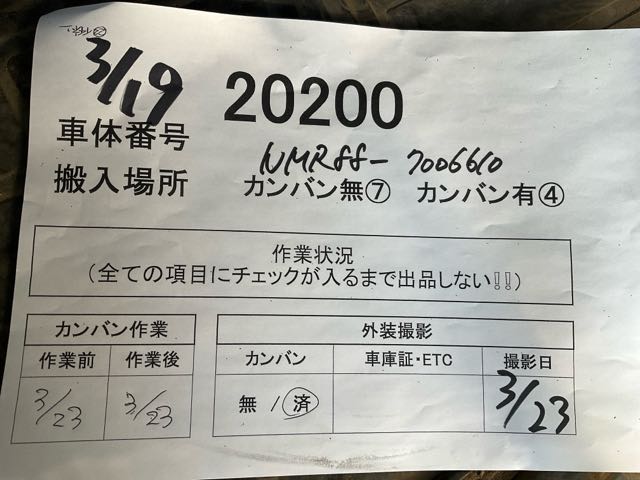 3/19
20200
車体番号 NMR88-7006610
搬入場所 カンバン無⑦ カンバン有④
作業状況
(全ての項目にチェックが入るまで出品しない!!)
カンバン作業 外装撮影
作業前 作業後 カンバン 車庫証・ETC 撮影日
3/23 3/23 無 / 済 3/23